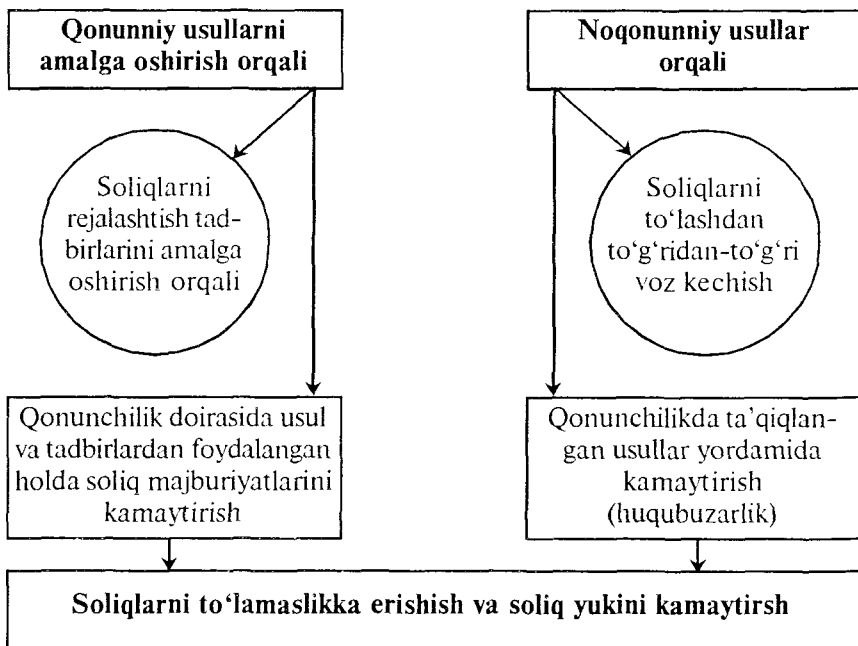 Qonunniy usullarni
amalga oshirish orqali
Noqonunniy usullar
orqali
Soliqlarni
rejalashtish tad-
birlarini amalga
oshirish orqali
Soliqlarni
to‘lashdan
to‘g‘ridan-to‘g‘ri
voz kechish
Qonunchilik doirasida usul
va tadbirlardan foydalangan
holda soliq majburiyatlarini
kamaytirish
Qonunchilikda ta’qiqlan-
gan usullar yordamida
kamaytirish
(huqubuzarlik)
Soliqlarni to‘lamaslikka erishish va soliq yukini kamaytirsh